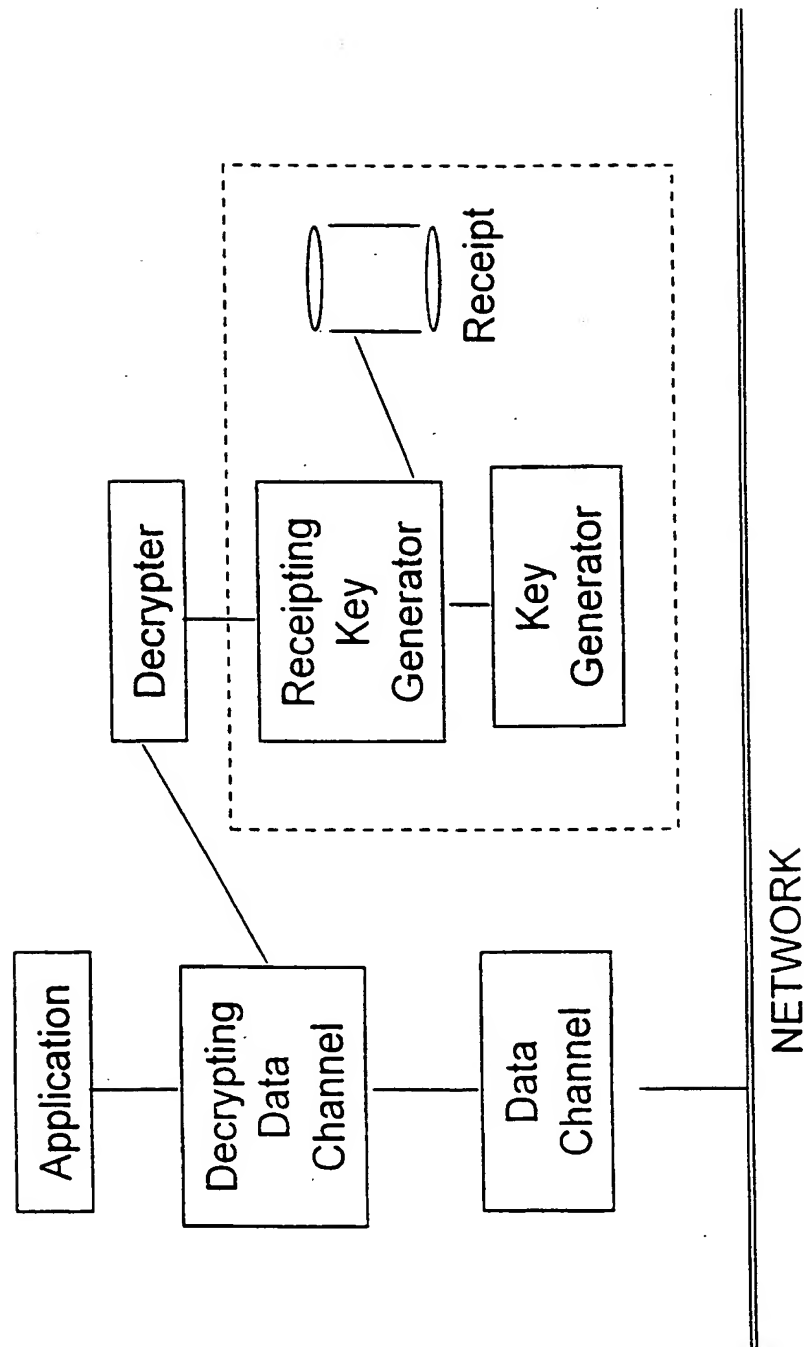 Application
Decrypting
Data
Channel
Data
Channel
Decrypter
Receipting
Key
Generator
Key
Generator
Receipt
NETWORK